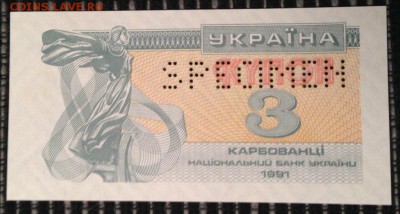 COINS.LAVE.RU
УКРАЇНА
SPECIMEN
3
КАРБОВАНЦІ
НАЦІОНАЛЬНИЙ БАНК УКРАЇНИ
1991